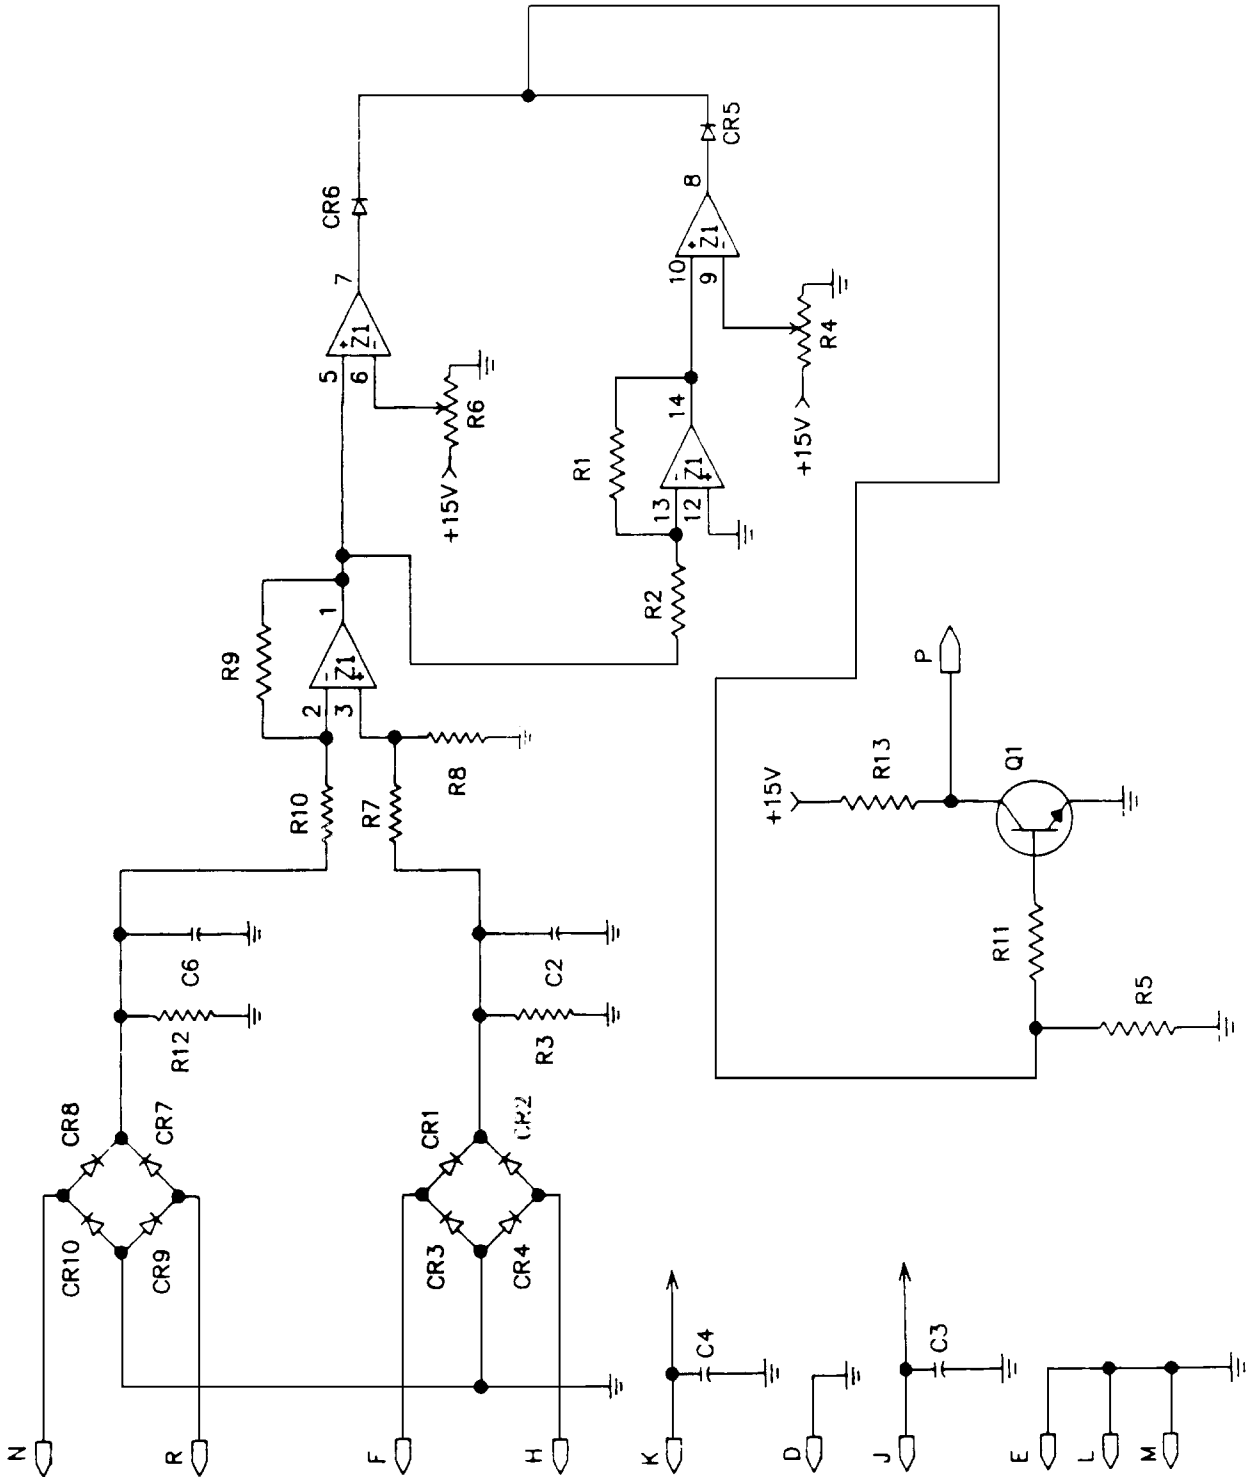 N
R
F
H
K
D
J
E
L
M
CR8
CR7
CR10
CR9
CR1
CR2
CR3
CR4
R12
C6
R3
C2
C4
C3
R10
R7
R9
R8
2
3
-
+
Z1
1
5
6
+
-
Z1
7
CR6
+15V
R6
R2
R1
13
12
-
+
Z1
14
10
9
+
-
Z1
8
CR5
+15V
R4
+15V
R13
P
Q1
R11
R5